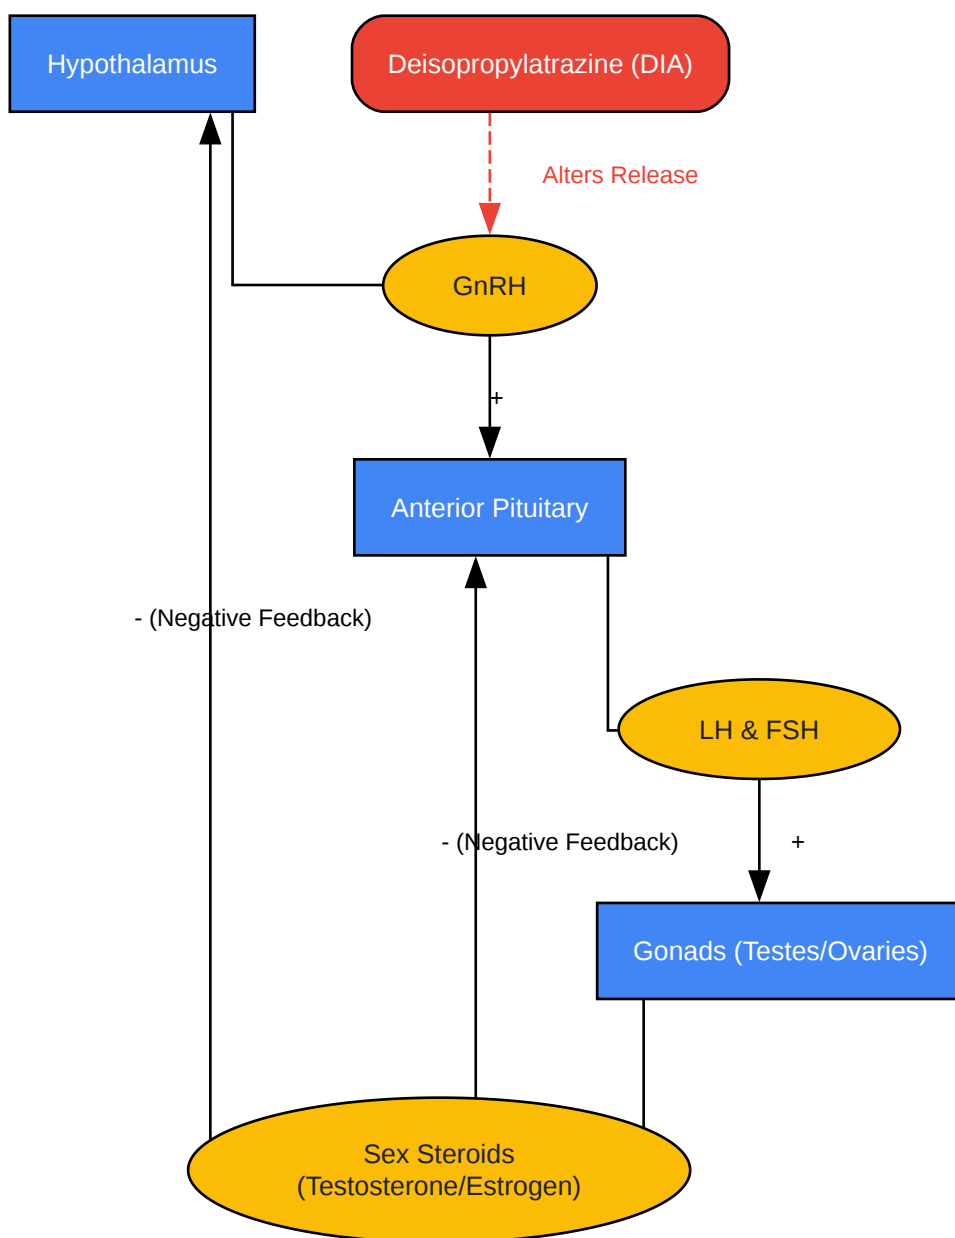 Hypothalamus
Deisopropylatrazine (DIA)
Alters Release
GnRH
+
Anterior Pituitary
- (Negative Feedback)
LH & FSH
- (Negative Feedback)
+
Gonads (Testes/Ovaries)
Sex Steroids
(Testosterone/Estrogen)